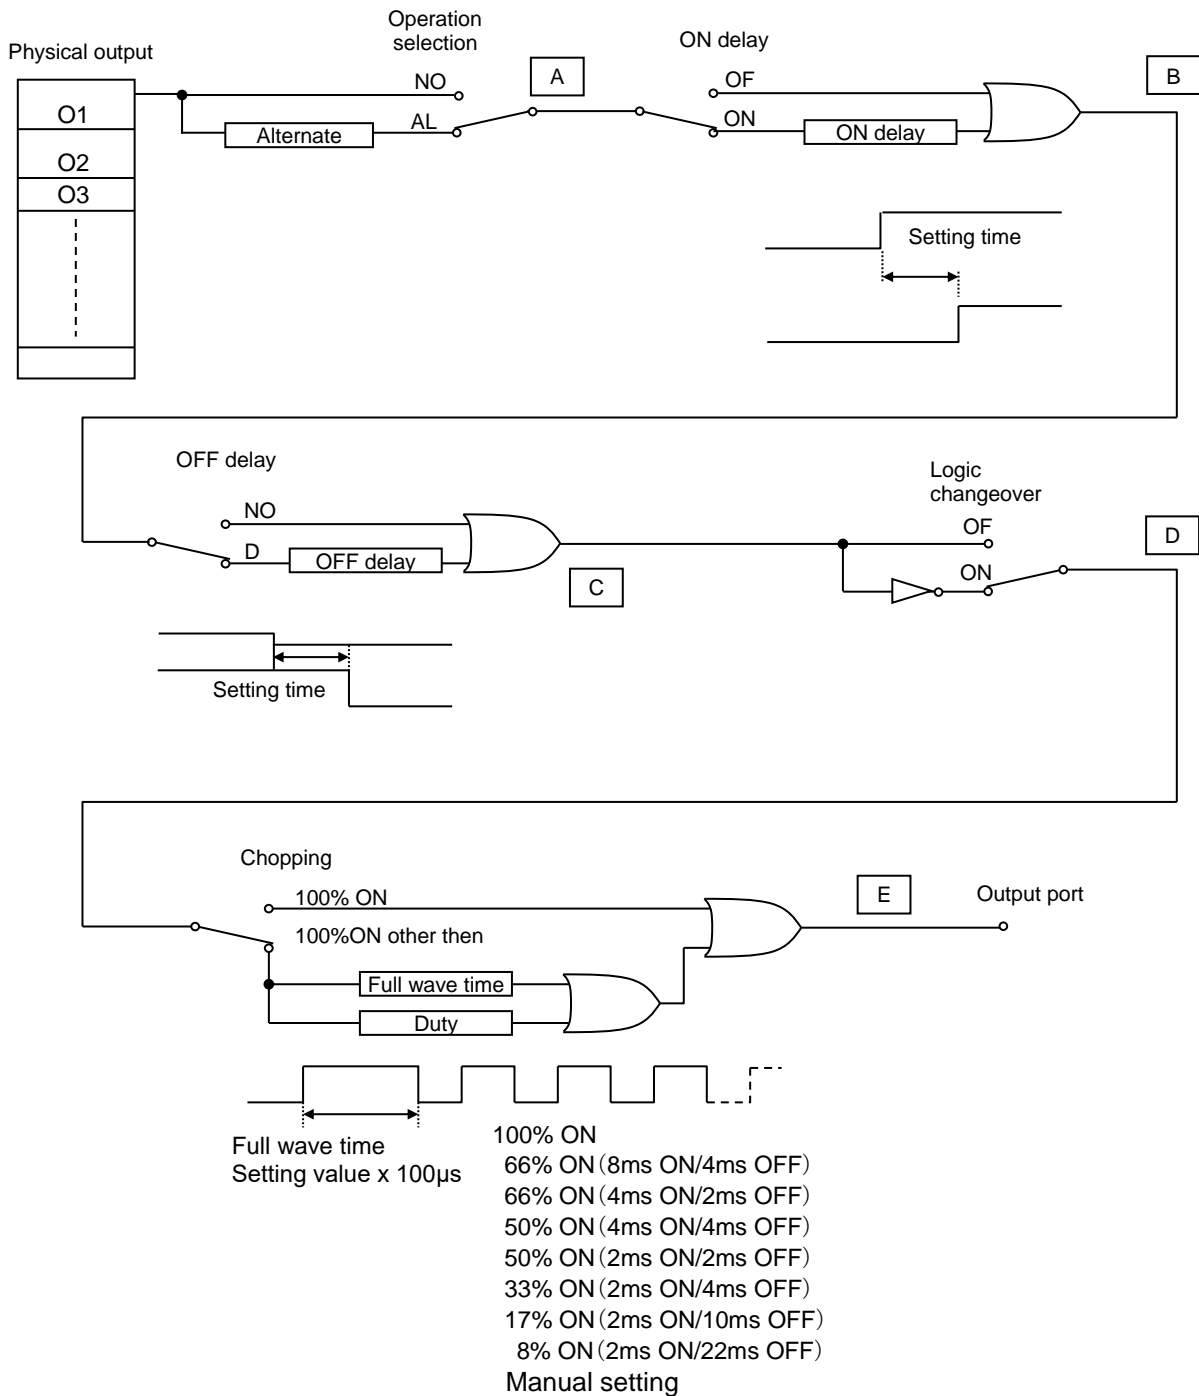 Physical output
O1
O2
O3
Operation
selection
NO
AL
Alternate
A
ON delay
OF
ON
ON delay
B
Setting time
OFF delay
NO
D
OFF delay
C
Setting time
Logic
changeover
OF
ON
D
Chopping
100% ON
100%ON other then
Full wave time
Duty
E
Output port
Full wave time
Setting value x 100µs
100% ON
66% ON（8ms ON/4ms OFF）
66% ON（4ms ON/2ms OFF）
50% ON（4ms ON/4ms OFF）
50% ON（2ms ON/2ms OFF）
33% ON（2ms ON/4ms OFF）
17% ON（2ms ON/10ms OFF）
8% ON（2ms ON/22ms OFF）
Manual setting